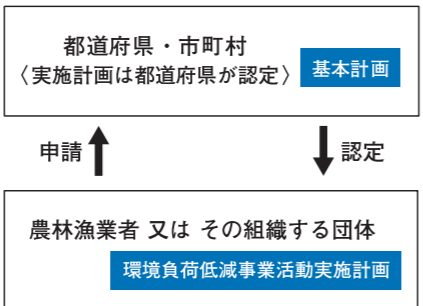 都道府県・市町村
〈実施計画は都道府県が認定〉
基本計画
申請
認定
農林漁業者 又は その組織する団体
環境負荷低減事業活動実施計画